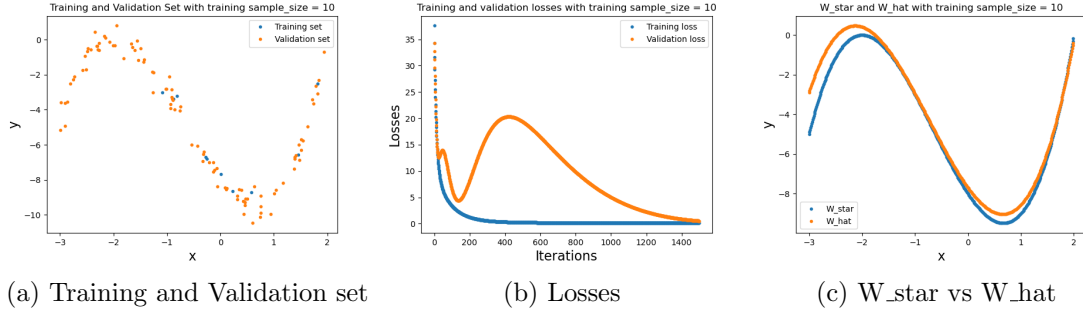 Training and Validation Set with training sample_size = 10
Training set
Validation set
0
−2
−4
−6
−8
−10
y
−3
−2
−1
0
1
2
x
(a) Training and Validation set
Training and validation losses with training sample_size = 10
Training loss
Validation loss
35
30
25
20
15
10
5
0
Losses
0
200
400
600
800
1000
1200
1400
Iterations
(b) Losses
W_star and W_hat with training sample_size = 10
0
−2
−4
−6
−8
y
W_star
W_hat
−3
−2
−1
0
1
2
x
(c) W_star vs W_hat